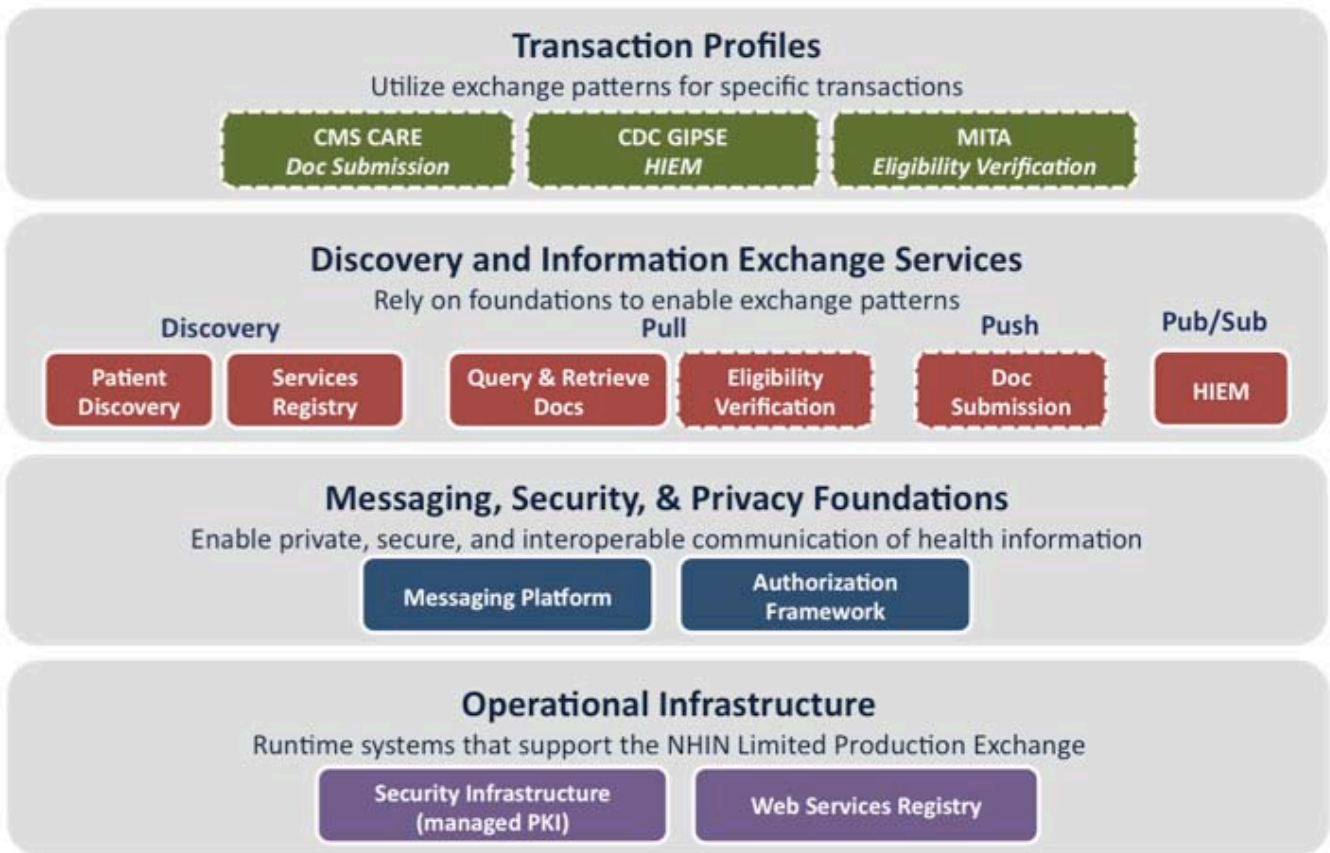 Transaction Profiles
Utilize exchange patterns for specific transactions
CMS CARE
Doc Submission
CDC GIPSE
HIEM
MITA
Eligibility Verification
Discovery and Information Exchange Services
Rely on foundations to enable exchange patterns
Discovery
Pull
Push
Pub/Sub
Patient
Discovery
Services
Registry
Query & Retrieve
Docs
Eligibility
Verification
Doc
Submission
HIEM
Messaging, Security, & Privacy Foundations
Enable private, secure, and interoperable communication of health information
Messaging Platform
Authorization
Framework
Operational Infrastructure
Runtime systems that support the NHIN Limited Production Exchange
Security Infrastructure
(managed PKI)
Web Services Registry